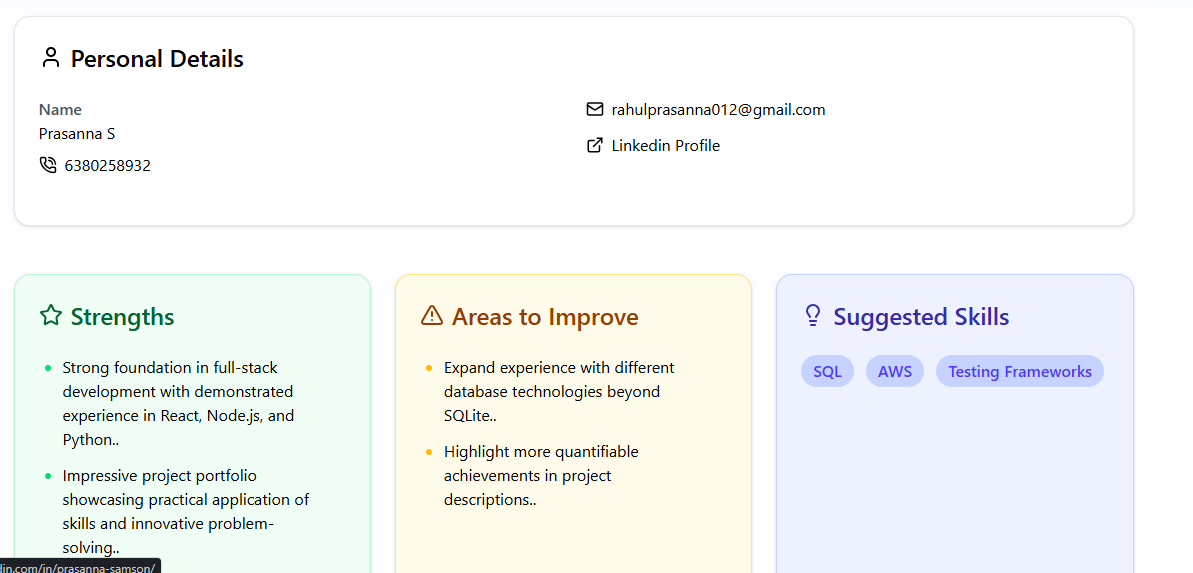 Personal Details
Name
Prasanna S
6380258932
rahulprasanna012@gmail.com
Linkedin Profile
Strengths
Strong foundation in full-stack
development with demonstrated
experience in React, Node.js, and
Python..
Impressive project portfolio
showcasing practical application of
skills and innovative problem-
solving..
Areas to Improve
Expand experience with different
database technologies beyond
SQLite..
Highlight more quantifiable
achievements in project
descriptions..
Suggested Skills
SQL
AWS
Testing Frameworks
din.com/in/prasanna-samson/